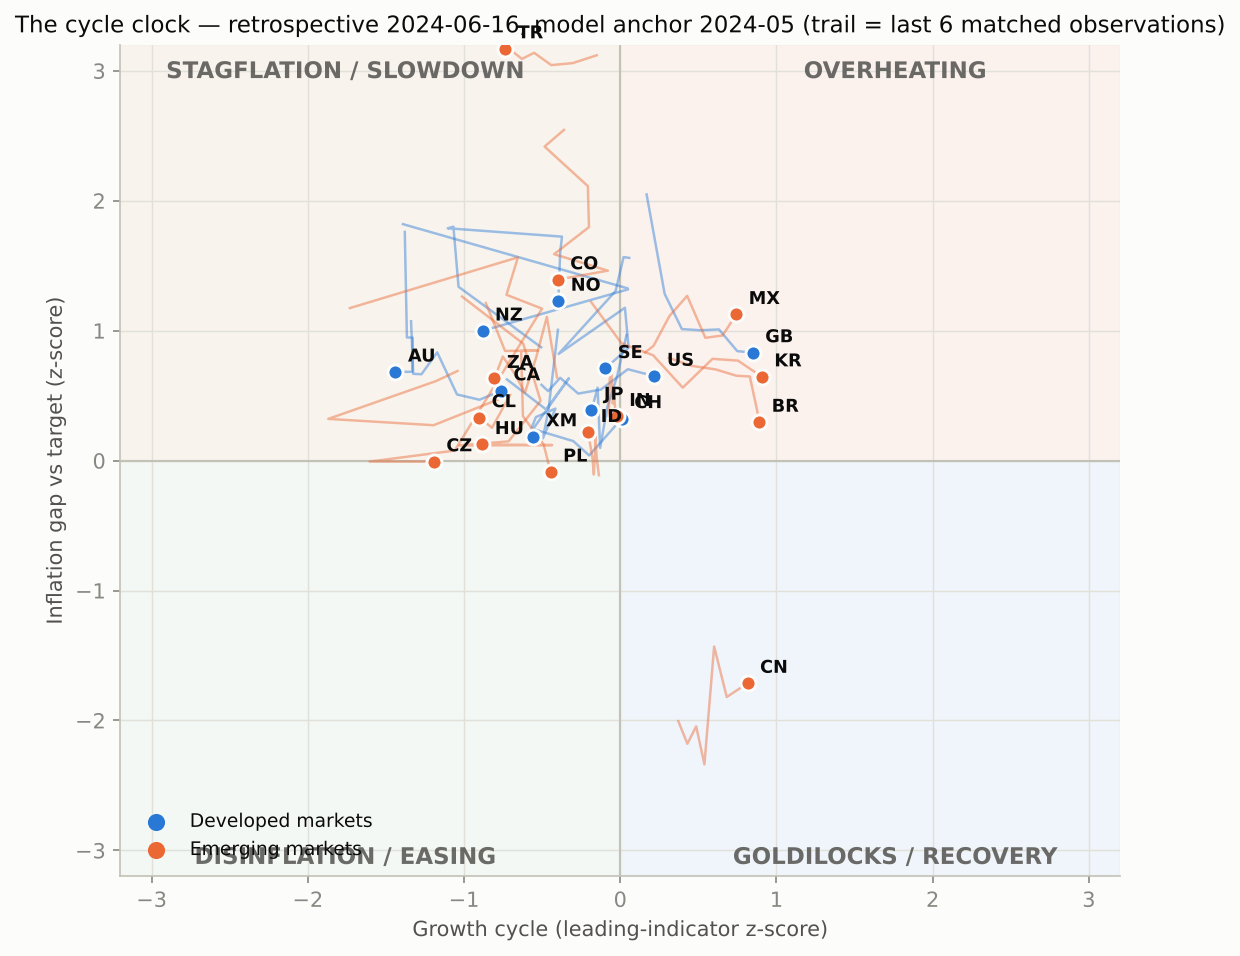 The cycle clock — retrospective 2024-06-16, model anchor 2024-05 (trail = last 6 matched observations)
TR
STAGFLATION / SLOWDOWN
OVERHEATING
3
2
1
0
−1
−2
−3
Inflation gap vs target (z-score)
CO
NO
MX
NZ
GB
SE
AU
ZA
US
KR
CA
CL
JP
IN
CH
BR
XM
ID
HU
CZ
PL
CN
Developed markets
Emerging markets
DISINFLATION / EASING
GOLDILOCKS / RECOVERY
−3
−2
−1
0
1
2
3
Growth cycle (leading-indicator z-score)